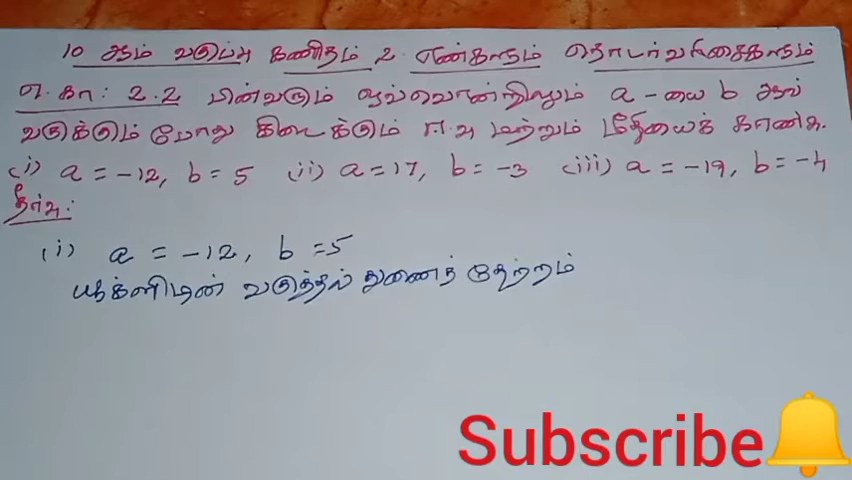 10 ஆம் வகுப்பு கணிதம் 2. எண்களும் தொடர்வரிசைகளும்
எ.கா : 2.2 பின்வரும் ஒவ்வொன்றிலும் a - யை b ஆல்
வகுக்கும் போது கிடைக்கும் ஈவு மற்றும் மீதியைக் காண்க.
(i) a = -12, b = 5 (ii) a = 17, b = -3 (iii) a = -19, b = -4
தீர்வு:
(i) a = -12, b = 5
யூக்ளிடின் வகுத்தல் துணைத் தேற்றம்
Subscribe